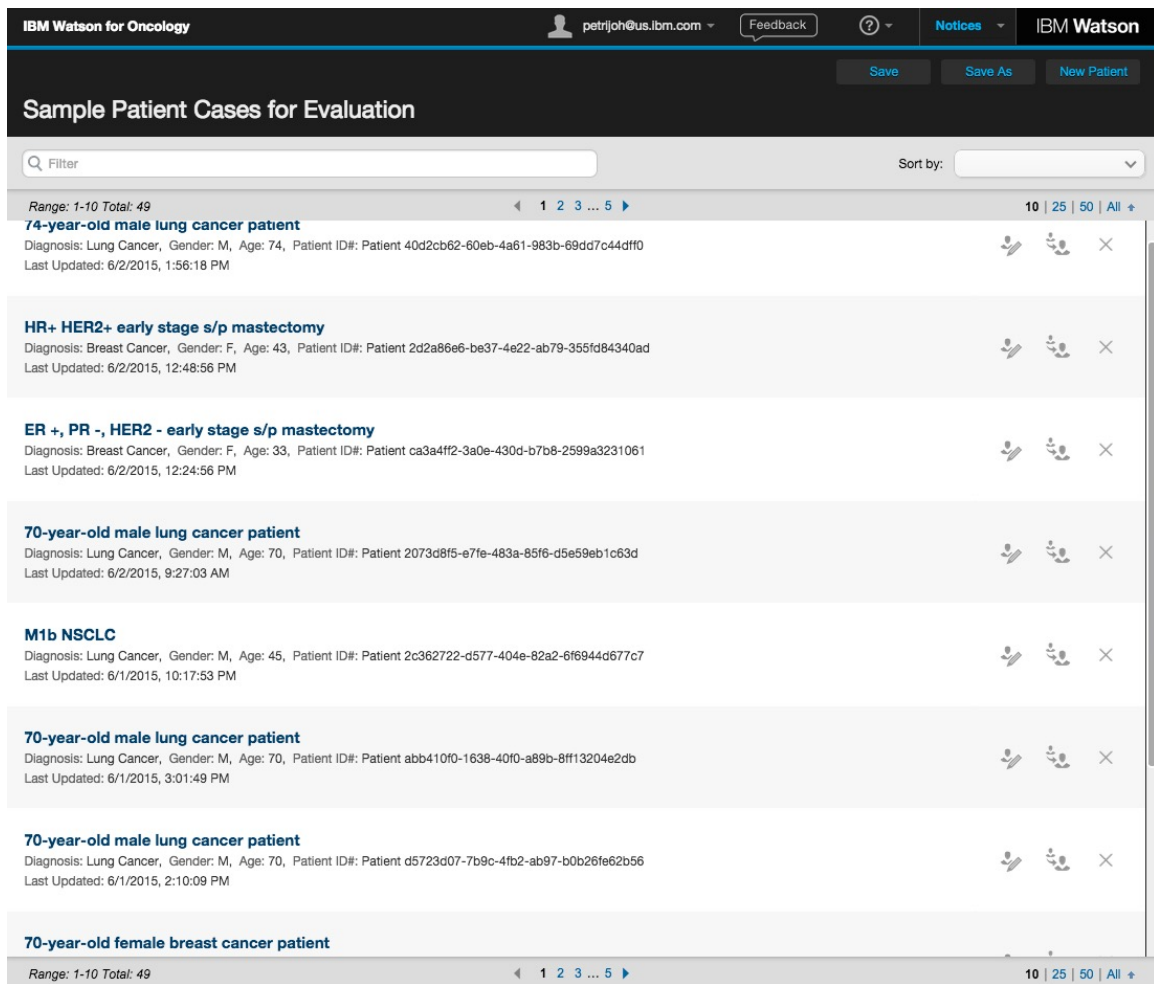 IBM Watson for Oncology
petrijoh@us.ibm.com
Feedback
?
Notices
IBM Watson
Save
Save As
New Patient
Sample Patient Cases for Evaluation
Filter
Sort by:
Range: 1-10 Total: 49
1 2 3 ... 5
10 | 25 | 50 | All
74-year-old male lung cancer patient
Diagnosis: Lung Cancer, Gender: M, Age: 74, Patient ID#: Patient 40d2cb62-60eb-4a61-983b-69dd7c44dff0
Last Updated: 6/2/2015, 1:56:18 PM
HR+ HER2+ early stage s/p mastectomy
Diagnosis: Breast Cancer, Gender: F, Age: 43, Patient ID#: Patient 2d2a86e6-be37-4e22-ab79-355fd84340ad
Last Updated: 6/2/2015, 12:48:56 PM
ER +, PR -, HER2 - early stage s/p mastectomy
Diagnosis: Breast Cancer, Gender: F, Age: 33, Patient ID#: Patient ca3a4ff2-3a0e-430d-b7b8-2599a3231061
Last Updated: 6/2/2015, 12:24:56 PM
70-year-old male lung cancer patient
Diagnosis: Lung Cancer, Gender: M, Age: 70, Patient ID#: Patient 2073d8f5-e7fe-483a-85f6-d5e59eb1c63d
Last Updated: 6/2/2015, 9:27:03 AM
M1b NSCLC
Diagnosis: Lung Cancer, Gender: M, Age: 45, Patient ID#: Patient 2c362722-d577-404e-82a2-6f6944d677c7
Last Updated: 6/1/2015, 10:17:53 PM
70-year-old male lung cancer patient
Diagnosis: Lung Cancer, Gender: M, Age: 70, Patient ID#: Patient abb410f0-1638-40f0-a89b-8ff13204e2db
Last Updated: 6/1/2015, 3:01:49 PM
70-year-old male lung cancer patient
Diagnosis: Lung Cancer, Gender: M, Age: 70, Patient ID#: Patient d5723d07-7b9c-4fb2-ab97-b0b26fe62b56
Last Updated: 6/1/2015, 2:10:09 PM
70-year-old female breast cancer patient
Range: 1-10 Total: 49
1 2 3 ... 5
10 | 25 | 50 | All